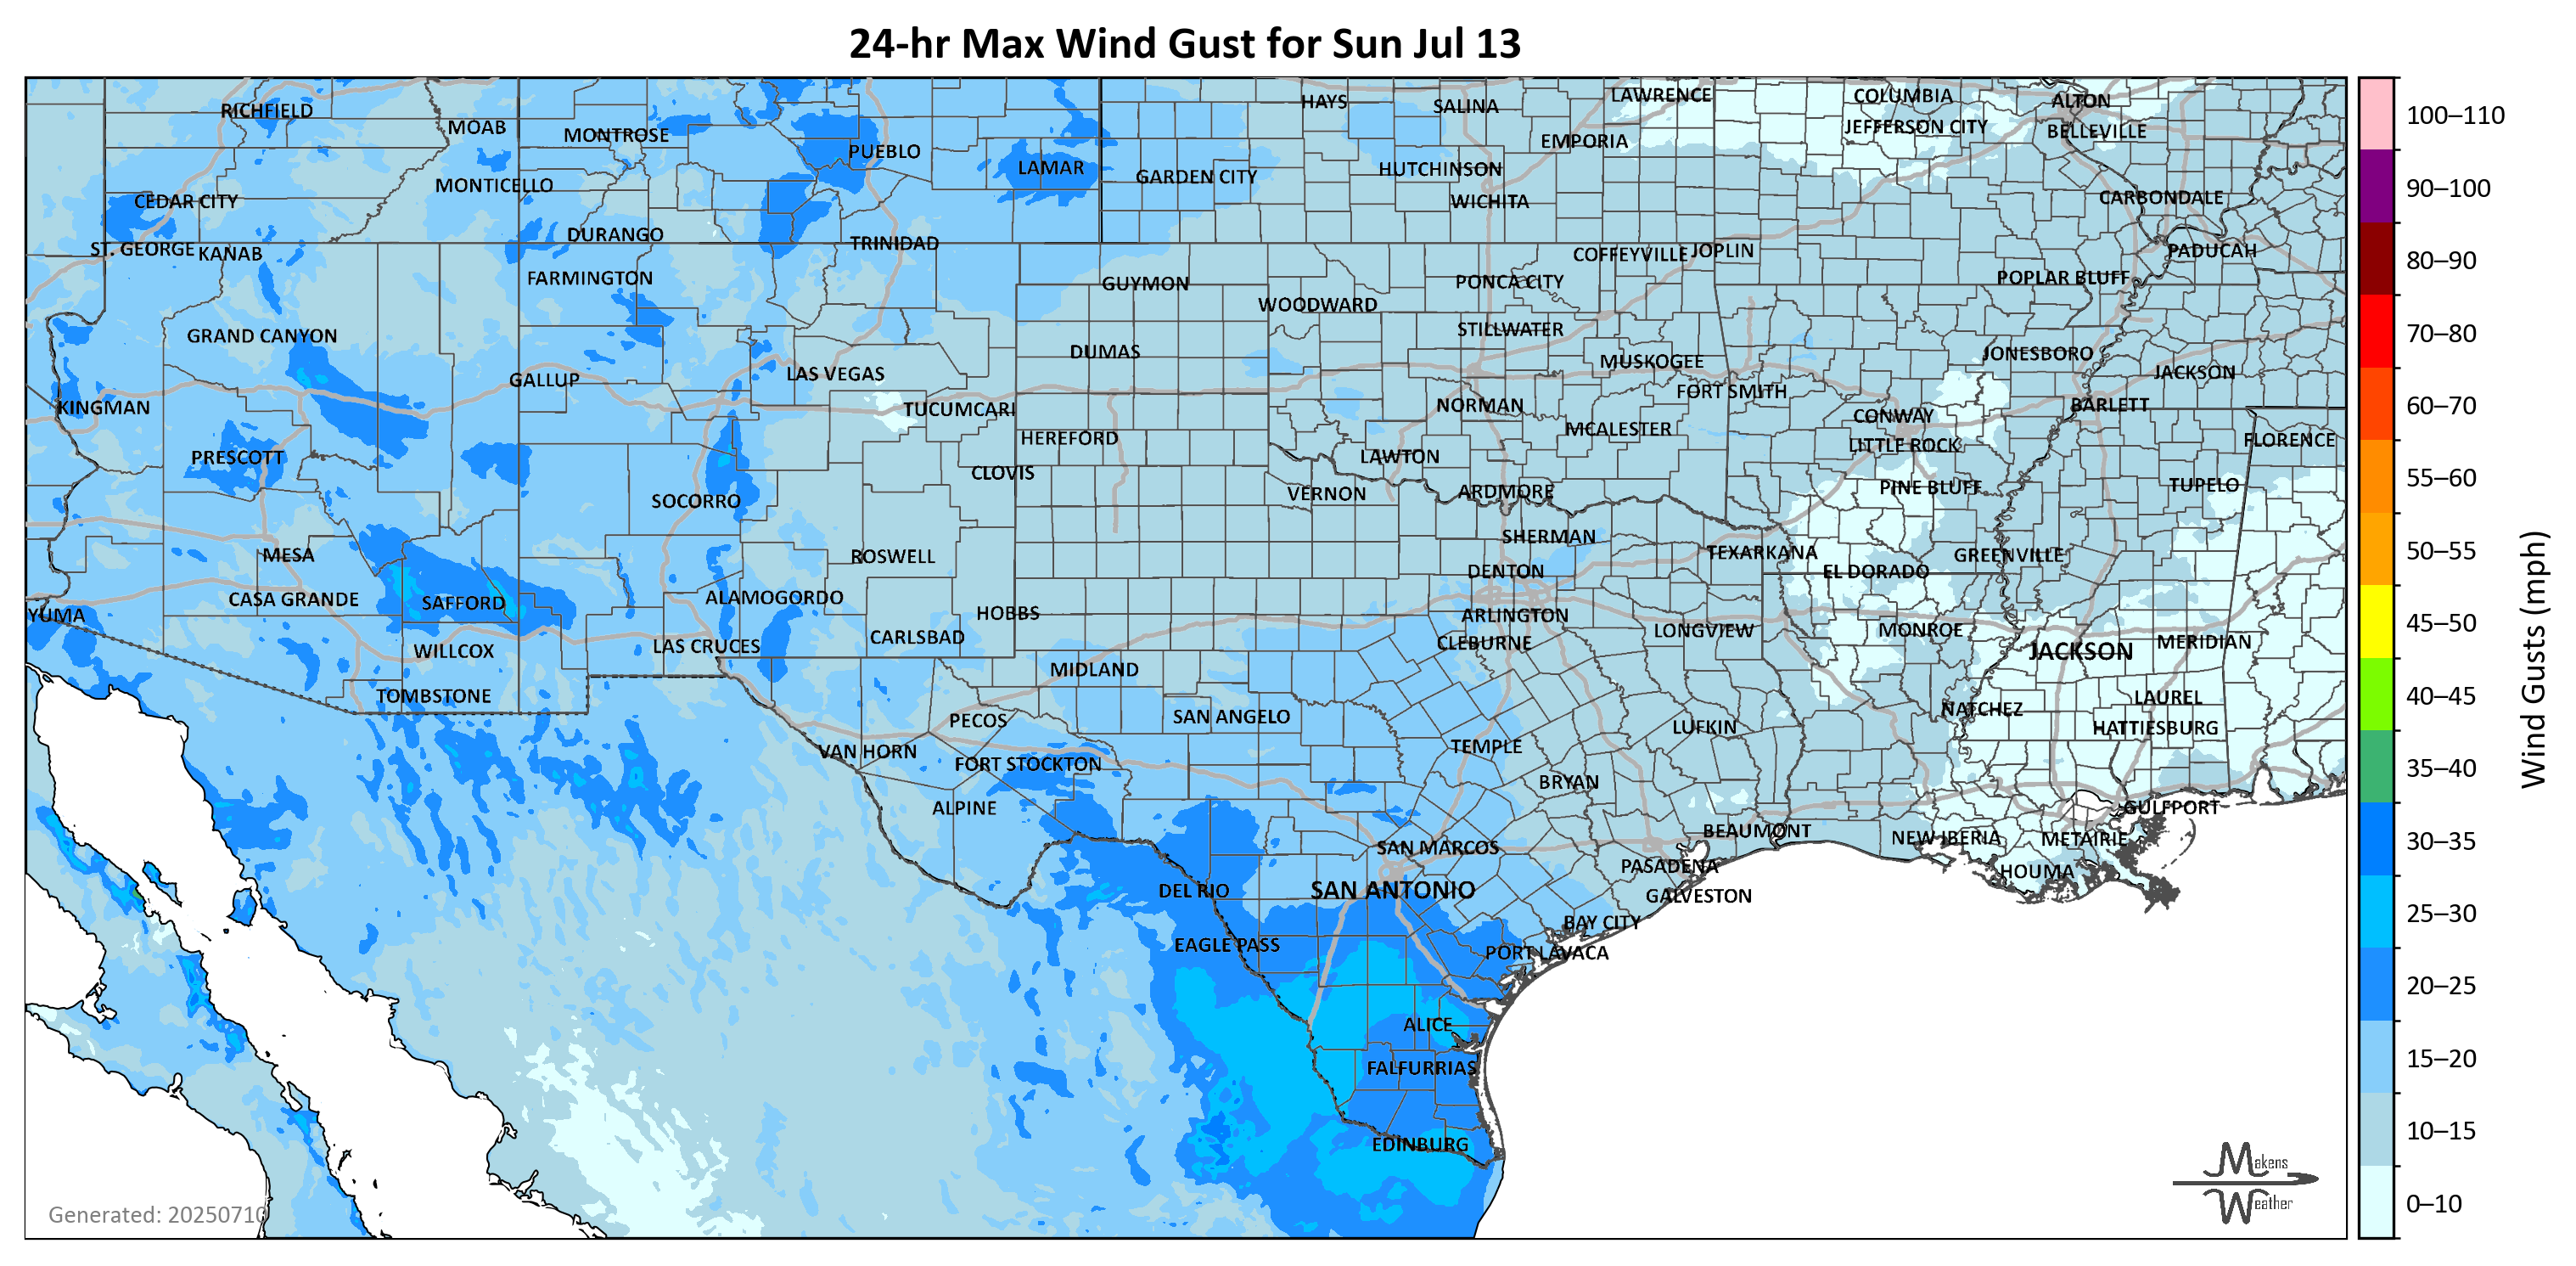 24-hr Max Wind Gust for Sun Jul 13
RICHFIELD
MOAB
MONTROSE
PUEBLO
LAMAR
HAYS
SALINA
LAWRENCE
COLUMBIA
ALTON
JEFFERSON CITY
BELLEVILLE
EMPORIA
GARDEN CITY
HUTCHINSON
WICHITA
MONTICELLO
CEDAR CITY
CARBONDALE
ST. GEORGE
KANAB
DURANGO
TRINIDAD
COFFEYVILLE
JOPLIN
PADUCAH
FARMINGTON
GUYMON
PONCA CITY
POPLAR BLUFF
WOODWARD
GRAND CANYON
STILLWATER
DUMAS
MUSKOGEE
JONESBORO
GALLUP
LAS VEGAS
FORT SMITH
JACKSON
KINGMAN
TUCUMCARI
NORMAN
CONWAY
BARLETT
HEREFORD
MCALESTER
LITTLE ROCK
FLORENCE
PRESCOTT
CLOVIS
LAWTON
SOCORRO
VERNON
ARDMORE
PINE BLUFF
TUPELO
MESA
ROSWELL
SHERMAN
TEXARKANA
GREENVILLE
DENTON
EL DORADO
CASA GRANDE
SAFFORD
ALAMOGORDO
YUMA
HOBBS
ARLINGTON
LAS CRUCES
CARLSBAD
CLEBURNE
LONGVIEW
MONROE
MERIDIAN
WILLCOX
MIDLAND
JACKSON
TOMBSTONE
PECOS
SAN ANGELO
LUFKIN
NATCHEZ
LAUREL
HATTIESBURG
VAN HORN
FORT STOCKTON
TEMPLE
BRYAN
ALPINE
GULFPORT
SAN MARCOS
BEAUMONT
NEW IBERIA
METAIRIE
DEL RIO
SAN ANTONIO
PASADENA
HOUMA
GALVESTON
BAY CITY
EAGLE PASS
PORT LAVACA
ALICE
FALFURRIAS
EDINBURG
Generated: 20250710
Makens
Weather
100–110
90–100
80–90
70–80
60–70
55–60
50–55
45–50
40–45
35–40
30–35
25–30
20–25
15–20
10–15
0–10
Wind Gusts (mph)